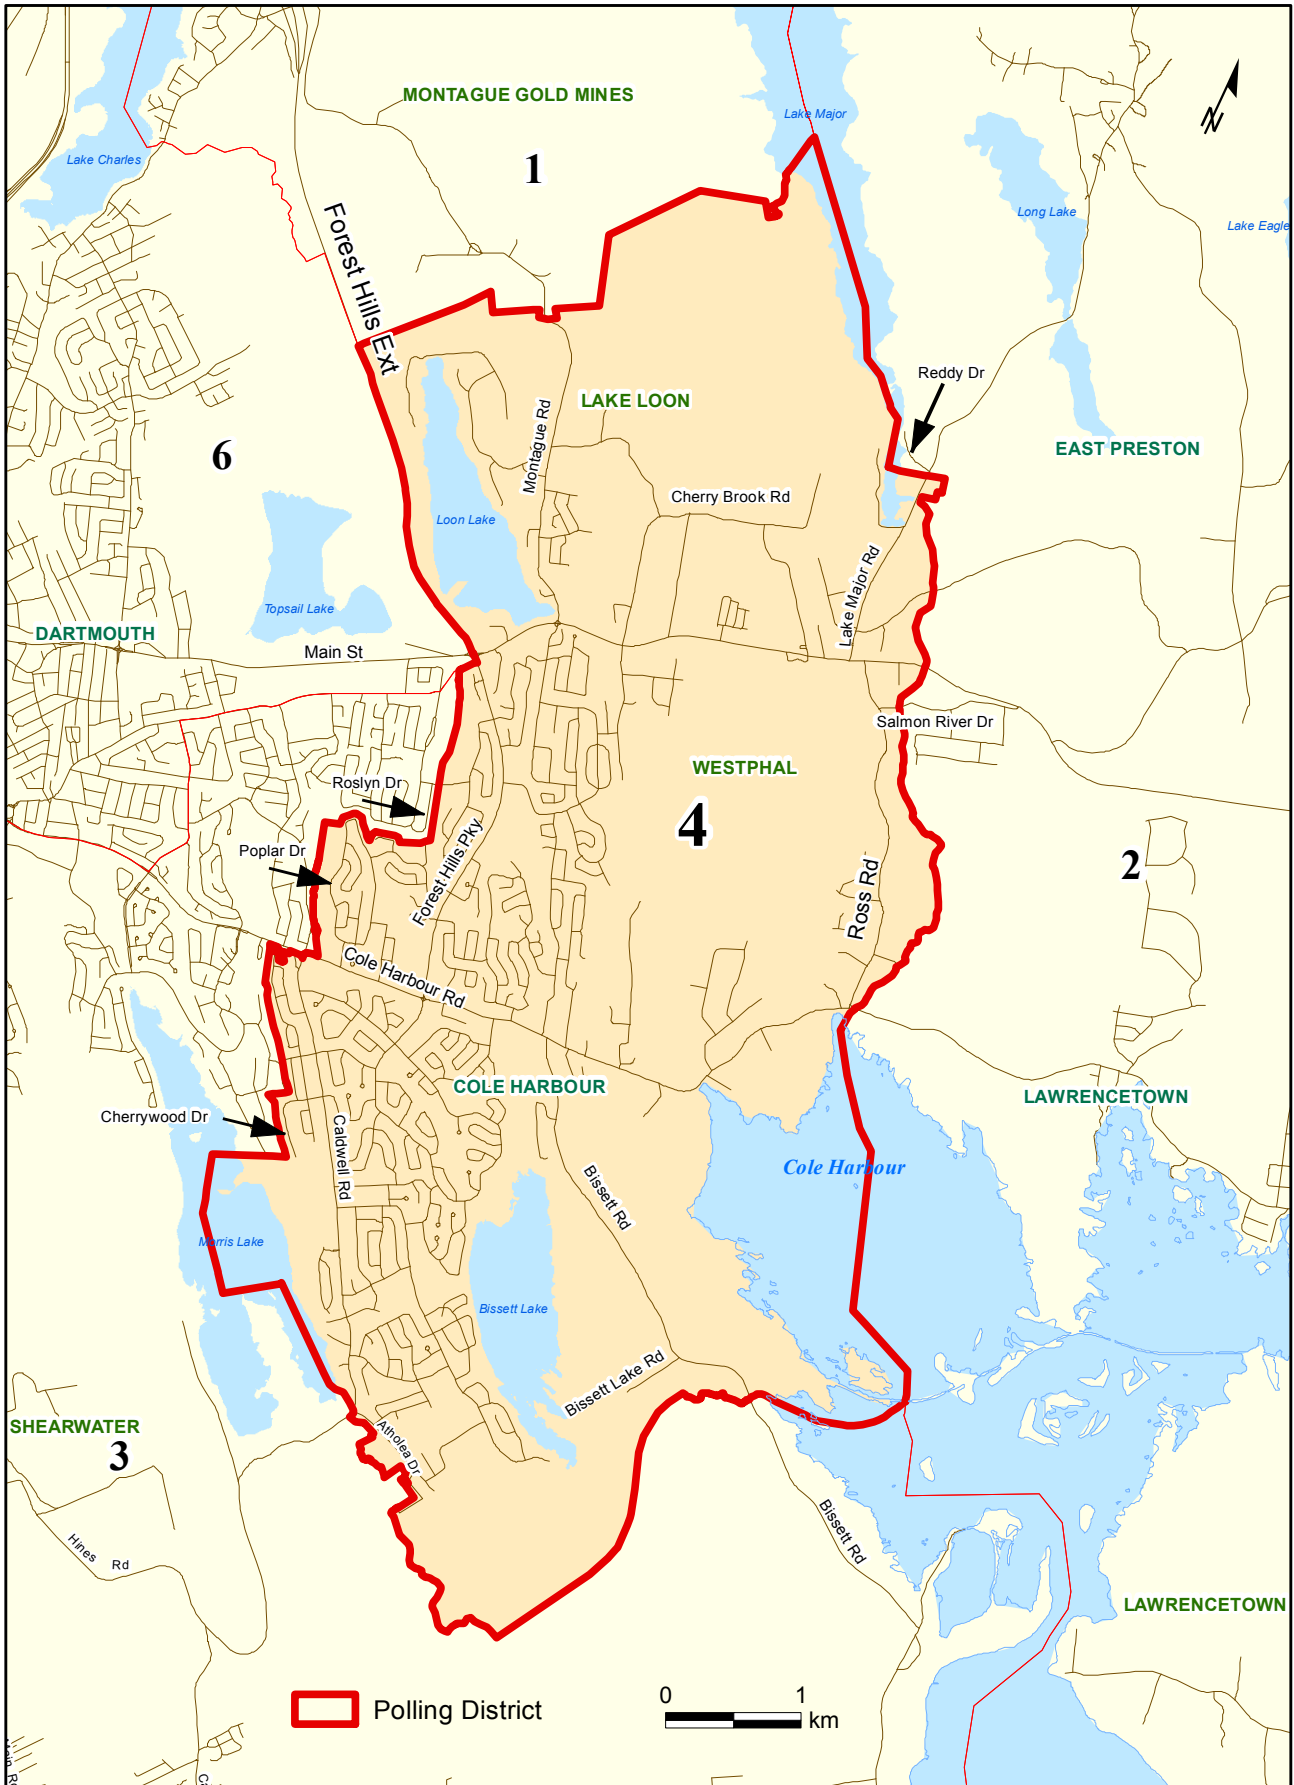 MONTAGUE GOLD MINES
Lake Major
N
Lake Charles
1
Long Lake
Lake Eagle
Forest Hills Ext
Reddy Dr
LAKE LOON
Montague Rd
6
EAST PRESTON
Cherry Brook Rd
Loon Lake
Lake Major Rd
Topsail Lake
DARTMOUTH
Main St
Salmon River Dr
WESTPHAL
Roslyn Dr
4
Poplar Dr
Forest Hills Pky
2
Ross Rd
Cole Harbour Rd
COLE HARBOUR
LAWRENCETOWN
Cherrywood Dr
Caldwell Rd
Cole Harbour
Bissett Rd
Morris Lake
Bissett Lake
Bissett Lake Rd
SHEARWATER
3
Atholea Dr
Bissett Rd
Hines Rd
LAWRENCETOWN
Polling District
0 1
km